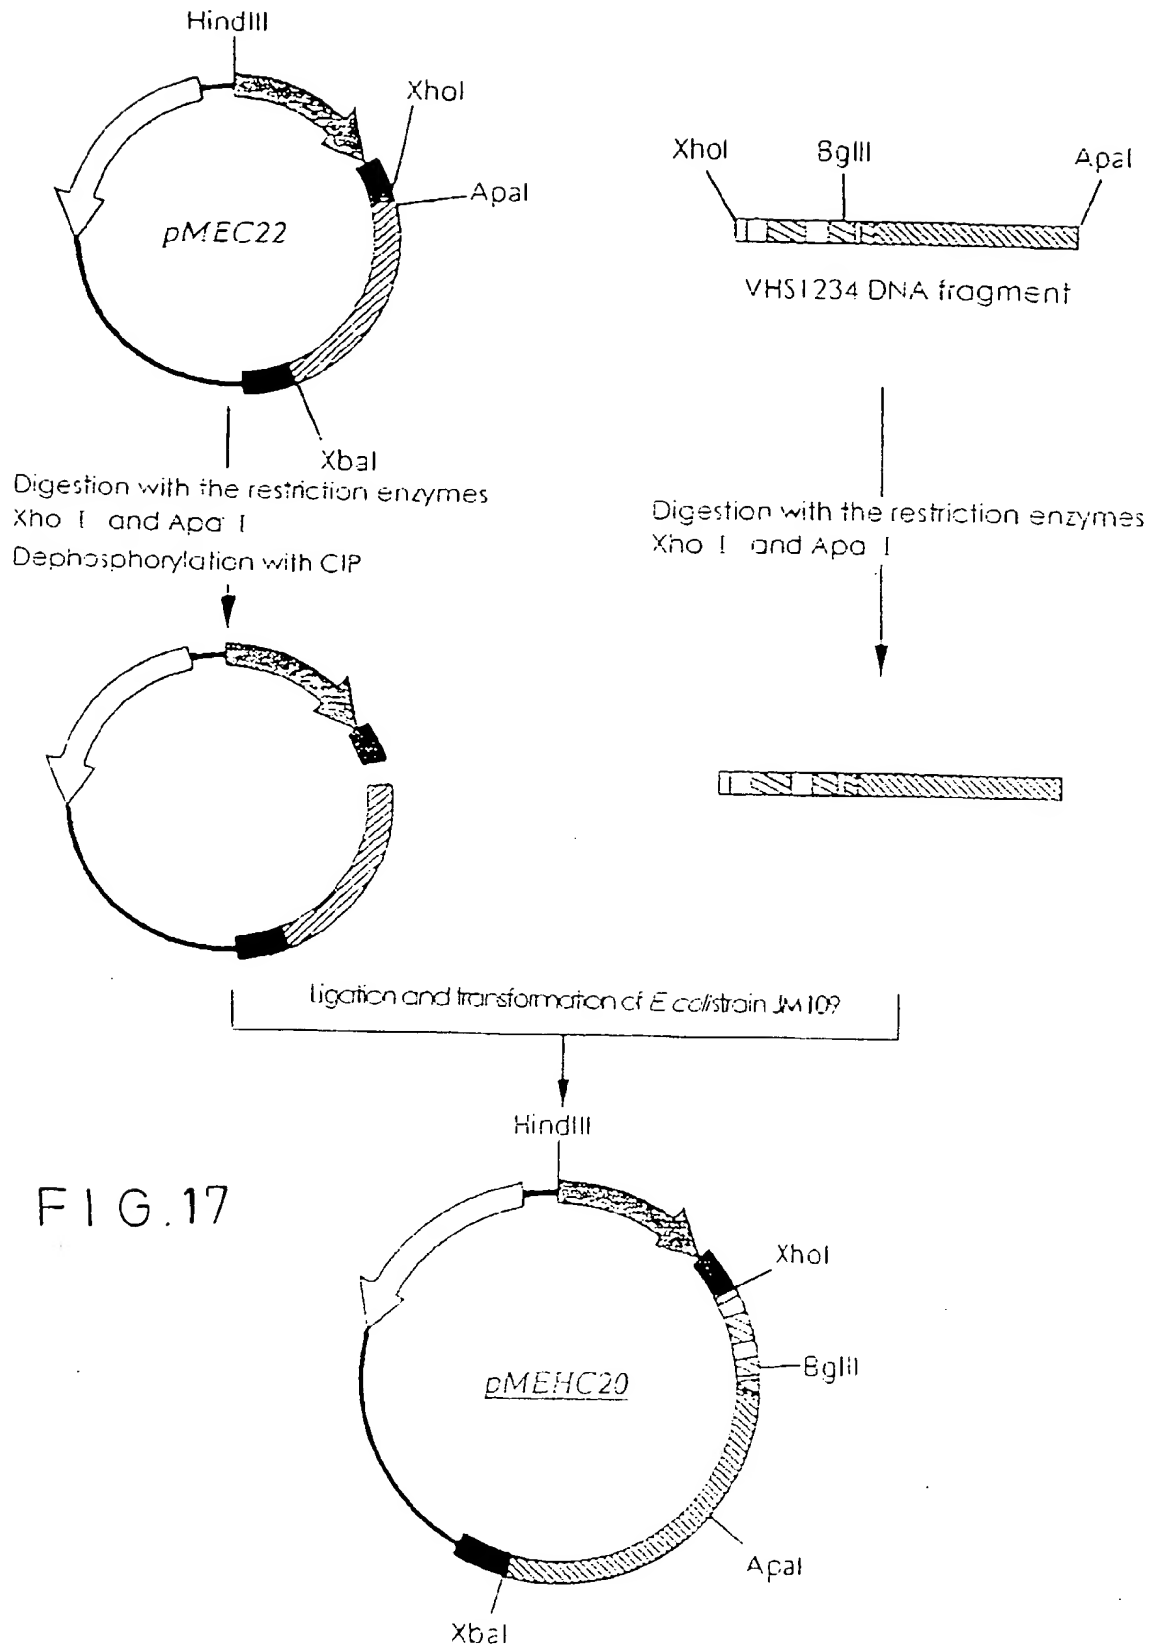 HindIII
XhoI
ApaI
pMEC22
XbaI
XhoI
BglII
ApaI
VHS1234 DNA fragment
Digestion with the restriction enzymes
Xho I and Apa I
Dephosphorylation with CIP
Digestion with the restriction enzymes
Xho I and Apa I
Ligation and transformation of E coli strain JM109
HindIII
FIG.17
XhoI
BglII
pMEHC20
ApaI
XbaI